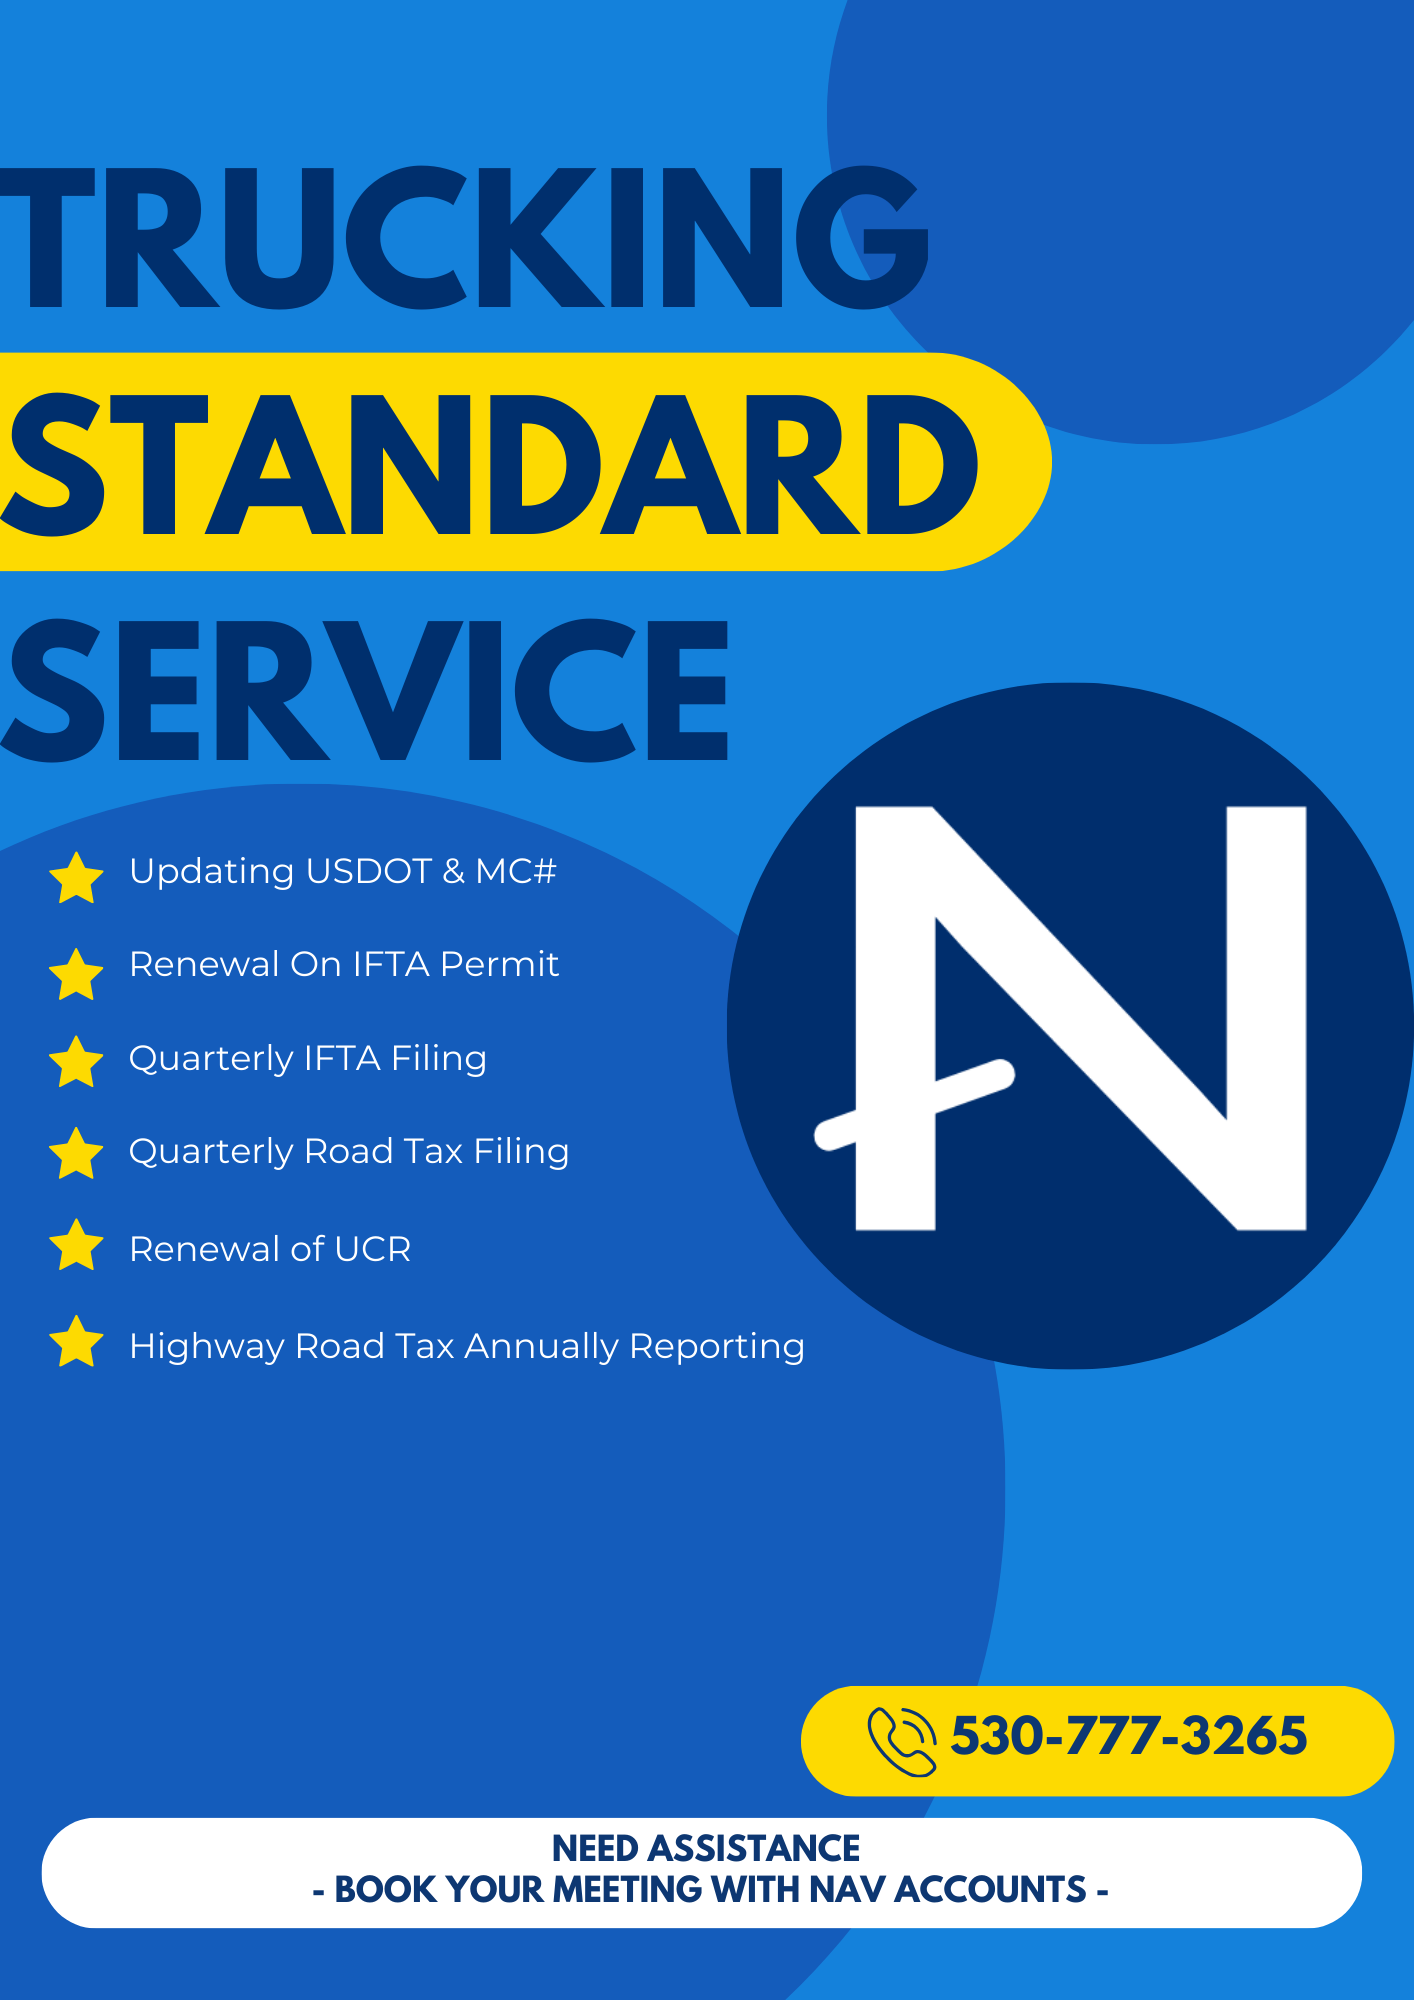 TRUCKING
STANDARD
SERVICE
Updating USDOT & MC#
Renewal On IFTA Permit
Quarterly IFTA Filing
Quarterly Road Tax Filing
Renewal of UCR
Highway Road Tax Annually Reporting
N
530-777-3265
NEED ASSISTANCE
- BOOK YOUR MEETING WITH NAV ACCOUNTS -